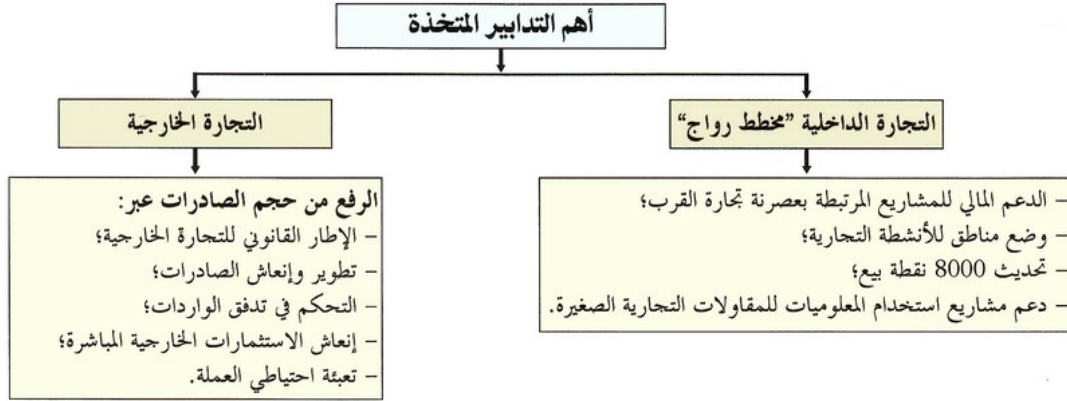 أهم التدابير المتخذة
التجارة الداخلية "مخطط رواج"
– الدعم المالي للمشاريع المرتبطة بعصرنة تجارة القرب؛
– وضع مناطق للأنشطة التجارية؛
– تحديث 8000 نقطة بيع؛
– دعم مشاريع استخدام المعلوميات للمقاولات التجارية الصغيرة.
التجارة الخارجية
الرفع من حجم الصادرات عبر:
– الإطار القانوني للتجارة الخارجية؛
– تطوير وإنعاش الصادرات؛
– التحكم في تدفق الواردات؛
– إنعاش الاستثمارات الخارجية المباشرة؛
– تعبئة احتياطي العملة.